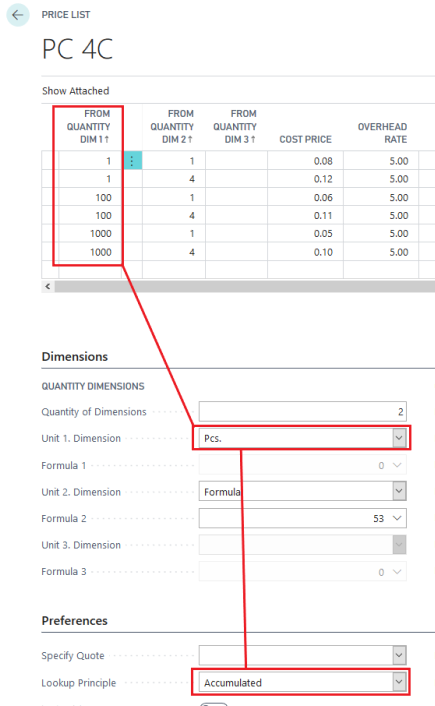 PRICE LIST
PC 4C
Show Attached
FROM QUANTITY DIM 1↑ FROM QUANTITY DIM 2↑ FROM QUANTITY DIM 3↑ COST PRICE OVERHEAD RATE
1 1 0.08 5.00
1 4 0.12 5.00
100 1 0.06 5.00
100 4 0.11 5.00
1000 1 0.05 5.00
1000 4 0.10 5.00
Dimensions
QUANTITY DIMENSIONS
Quantity of Dimensions 2
Unit 1. Dimension Pcs.
Formula 1 0
Unit 2. Dimension Formula
Formula 2 53
Unit 3. Dimension
Formula 3 0
Preferences
Specify Quote
Lookup Principle Accumulated